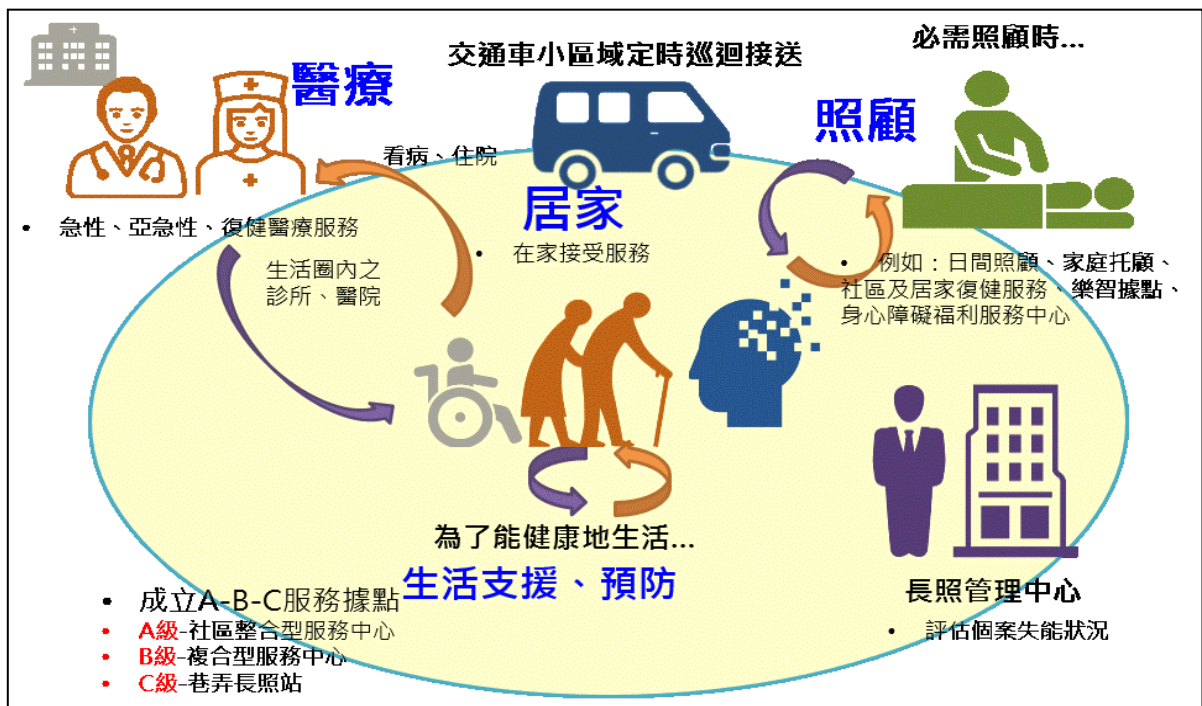 交通車小區域定時巡迴接送
必需照顧時...
醫療
照顧
看病、住院
居家
• 急性、亞急性、復健醫療服務
• 在家接受服務
生活圈內之
診所、醫院
• 例如：日間照顧、家庭托顧、
社區及居家復健服務、樂智據點、
身心障礙福利服務中心
為了能健康地生活...
生活支援、預防
• 成立A-B-C服務據點
• A級-社區整合型服務中心
• B級-複合型服務中心
• C級-巷弄長照站
長照管理中心
• 評估個案失能狀況